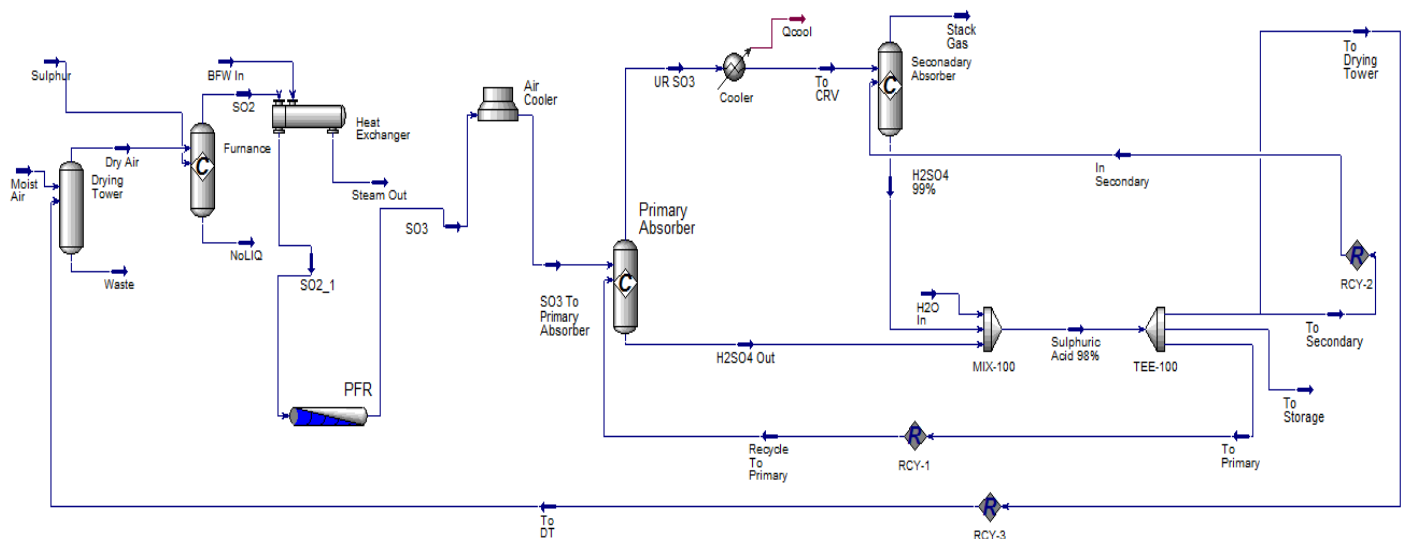 Qcool
Stack
Gas
To
Drying
Tower
Sulphur
BFW In
SO2
Air
Cooler
UR SO3
Cooler
To
CRV
Seconadary
Absorber
C
Heat
Exchanger
Furnance
C
Dry Air
Drying
Tower
Moist
Air
Steam Out
In
Secondary
H2SO4
99%
Primary
Absorber
SO3
NoLIQ
Waste
SO2_1
C
R
RCY-2
SO3 To
Primary
Absorber
H2O
In
H2SO4 Out
MIX-100
Sulphuric
Acid 98%
TEE-100
To
Secondary
To
Storage
PFR
Recycle
To
Primary
R
RCY-1
To
Primary
To
DT
R
RCY-3